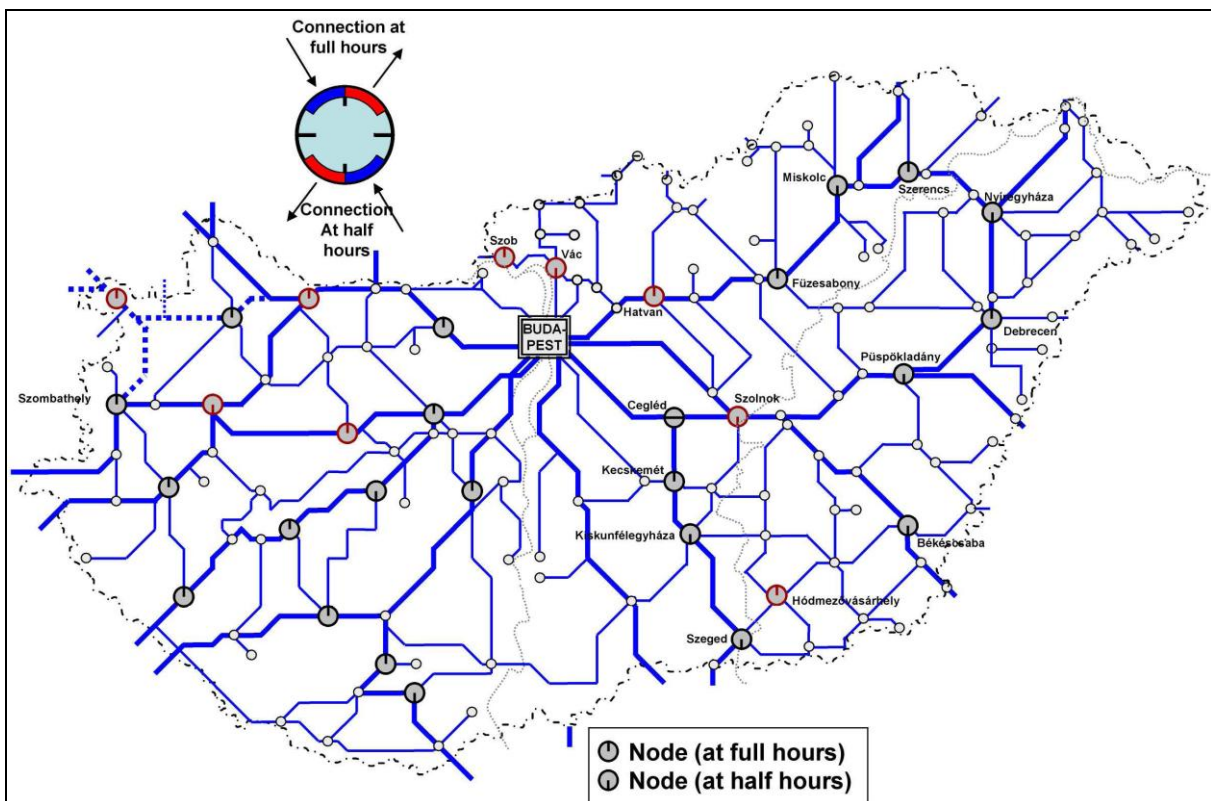 Connection at
full hours
Connection
At half
hours
Miskolc
Szerencs
Nyíregyháza
Szob
Vác
Füzesabony
Hatvan
BUDA-
PEST
Debrecen
Püspökladány
Szombathely
Cegléd
Szolnok
Kecskemét
Kiskunfélegyháza
Békéscsaba
Hódmezővásárhely
Szeged
Node (at full hours)
Node (at half hours)